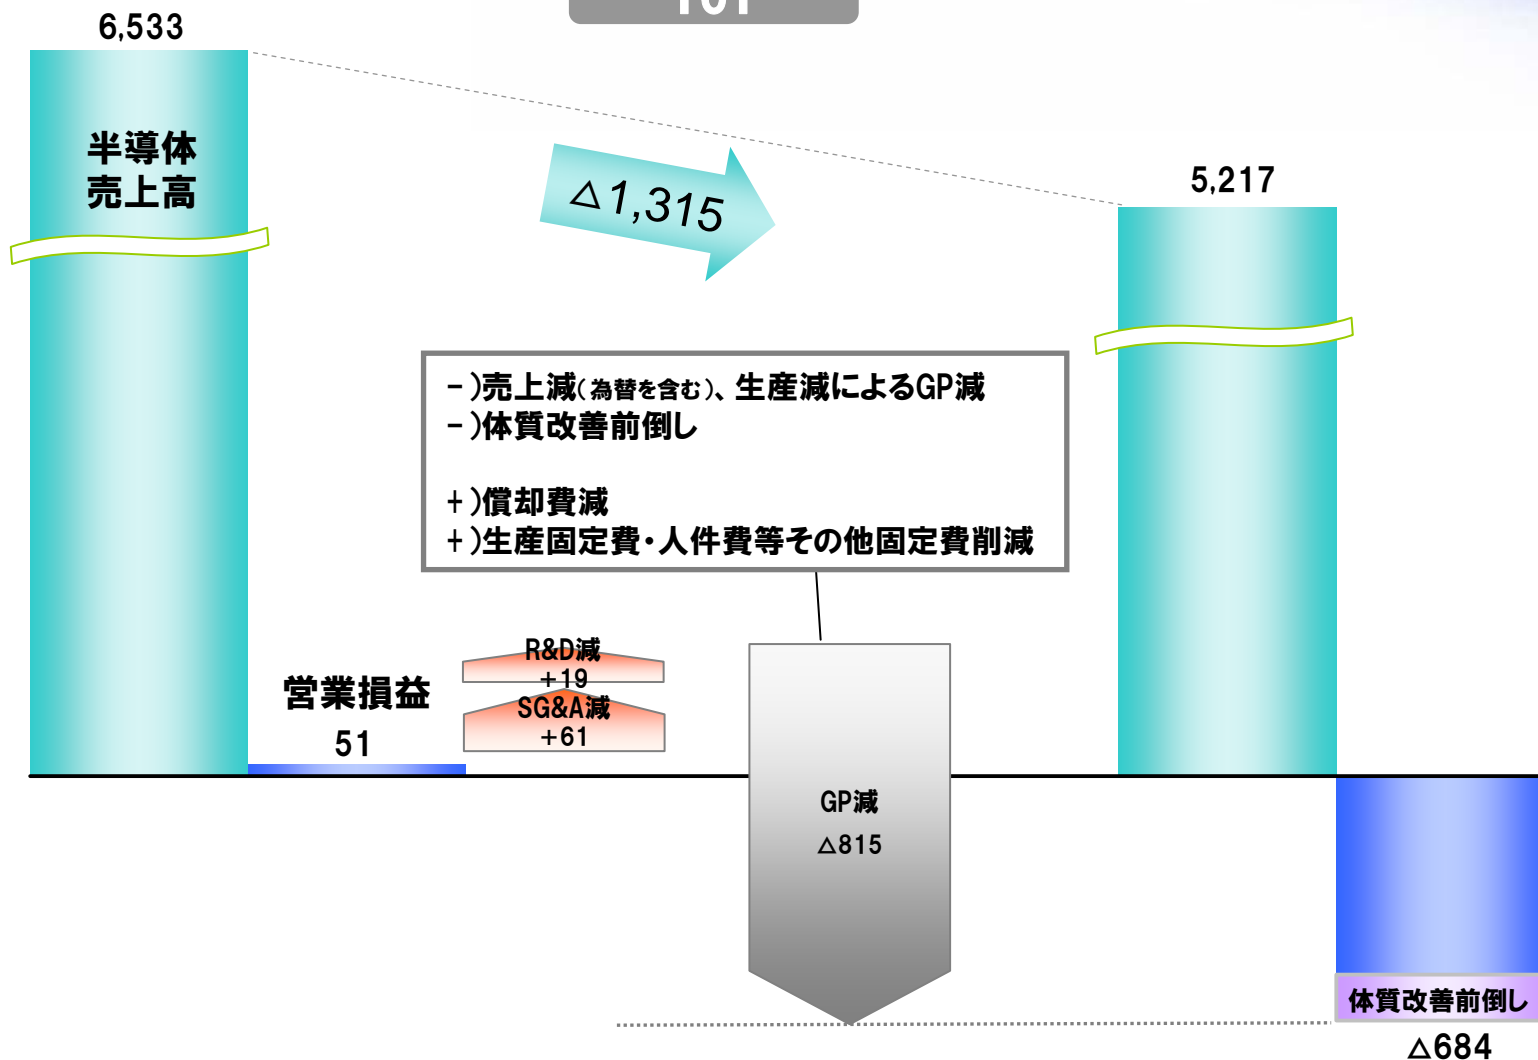 6,533
半導体
売上高
△1,315
5,217
-)売上減(為替を含む)、生産減によるGP減
-)体質改善前倒し
+)償却費減
+)生産固定費・人件費等その他固定費削減
R&D減
+19
SG&A減
+61
営業損益
51
GP減
△815
体質改善前倒し
△684